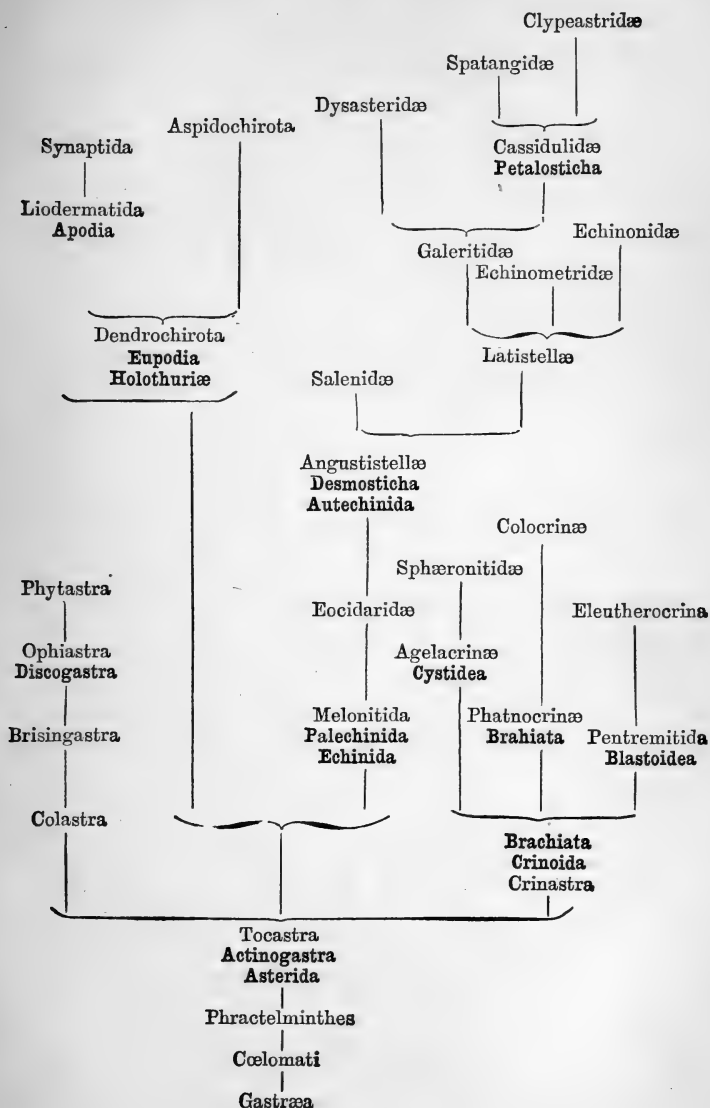 Clypeastridæ
Spatangidæ
Dysasteridæ
Aspidochirota
Synaptida
Cassidulidæ
Petalosticha
Liodermatida
Apodia
Echinonidæ
Galeritidæ
Echinometridæ
Dendrochirota
Eupodia
Holothuriæ
Latistellæ
Salenidæ
Angustistellæ
Desmosticha
Autechinida
Colocrinæ
Sphæronitidæ
Phytastra
Eocidaridæ
Eleutherocrina
Ophiastra
Discogastra
Agelacrinæ
Cystidea
Melonitida
Palechinida
Echinida
Phatnocrinæ
Brahiata
Brisingastra
Pentremitida
Blastoidea
Colastra
Brachiata
Crinoida
Crinastra
Tocastra
Actinogastra
Asterida
Phractelminthes
Cœlomati
Gastræa